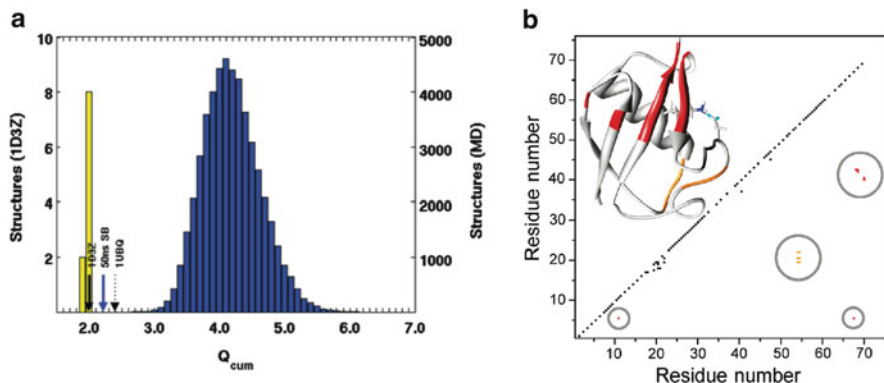 a
10
8
6
4
2
Structures (1D3Z)
5000
4000
3000
2000
1000
Structures (MD)
1D3Z
50ns SB
1UBQ
2.0 3.0 4.0 5.0 6.0 7.0
Qcum
b
70
60
50
40
30
20
10
Residue number
10 20 30 40 50 60 70
Residue number